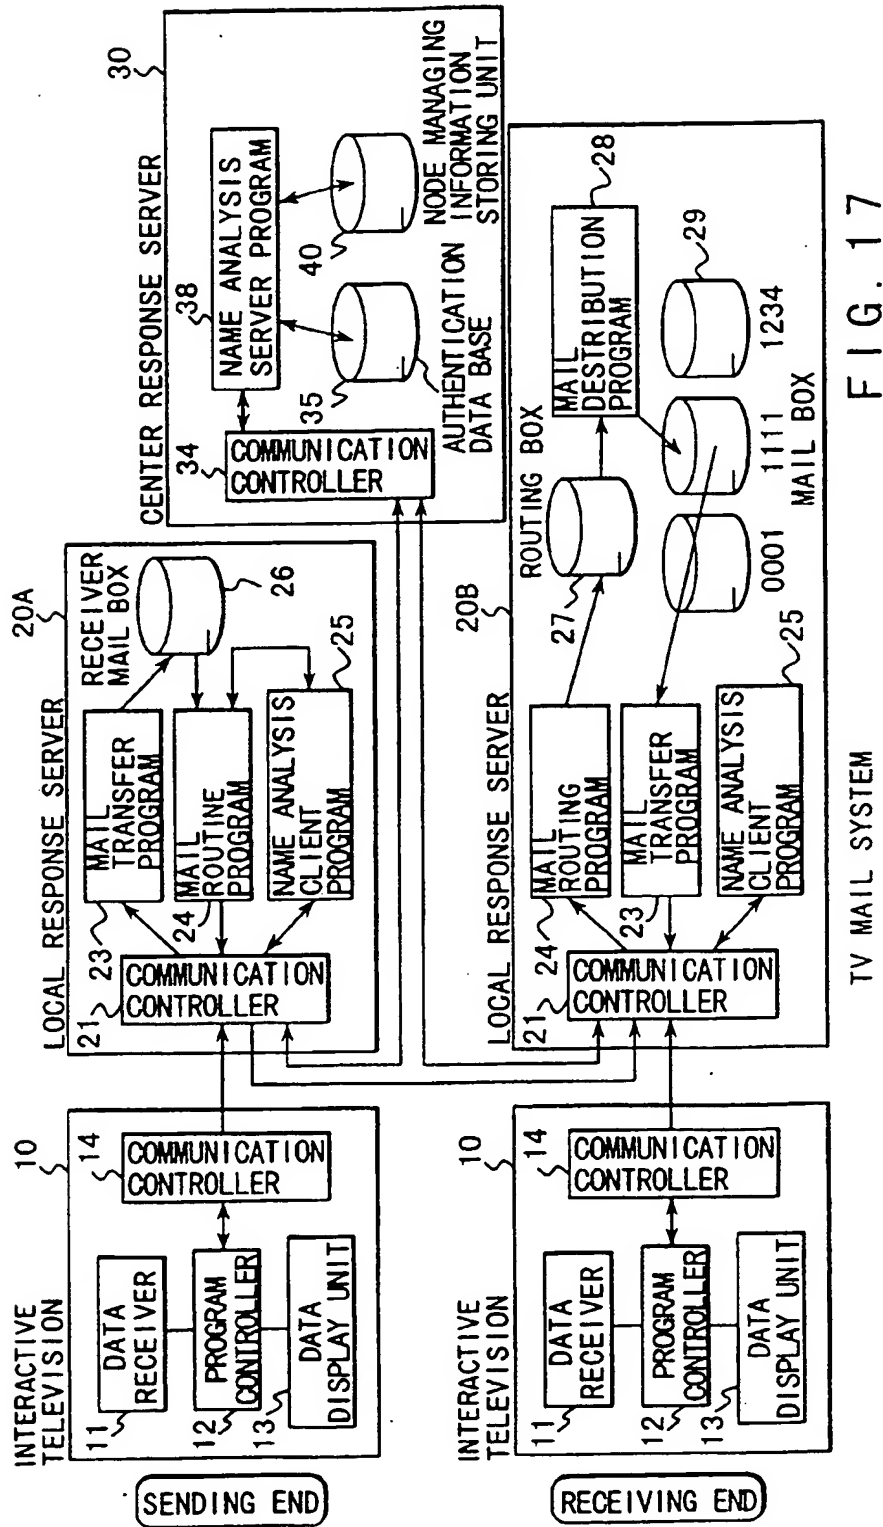 SENDING END
INTERACTIVE
TELEVISION
10
DATA
RECEIVER
11
PROGRAM
CONTROLLER
12
DATA
DISPLAY UNIT
13
14
COMMUNICATION
CONTROLLER
LOCAL RESPONSE SERVER
20A
21
COMMUNICATION
CONTROLLER
MAIL
TRANSFER
PROGRAM
23
MAIL
ROUTINE
PROGRAM
24
NAME ANALYSIS
CLIENT
PROGRAM
25
RECEIVER
MAIL BOX
26
CENTER RESPONSE SERVER
30
34
COMMUNICATION
CONTROLLER
38
NAME ANALYSIS
SERVER PROGRAM
35
AUTHENTICATION
DATA BASE
40
NODE MANAGING
INFORMATION
STORING UNIT
RECEIVING END
INTERACTIVE
TELEVISION
10
DATA
RECEIVER
11
PROGRAM
CONTROLLER
12
DATA
DISPLAY UNIT
13
14
COMMUNICATION
CONTROLLER
LOCAL RESPONSE SERVER
20B
21
COMMUNICATION
CONTROLLER
MAIL
ROUTING
PROGRAM
24
MAIL
TRANSFER
PROGRAM
23
NAME ANALYSIS
CLIENT
PROGRAM
25
ROUTING BOX
27
MAIL
DESTRIBUTION
PROGRAM
28
29
0001
1111
1234
MAIL BOX
TV MAIL SYSTEM
FIG. 17